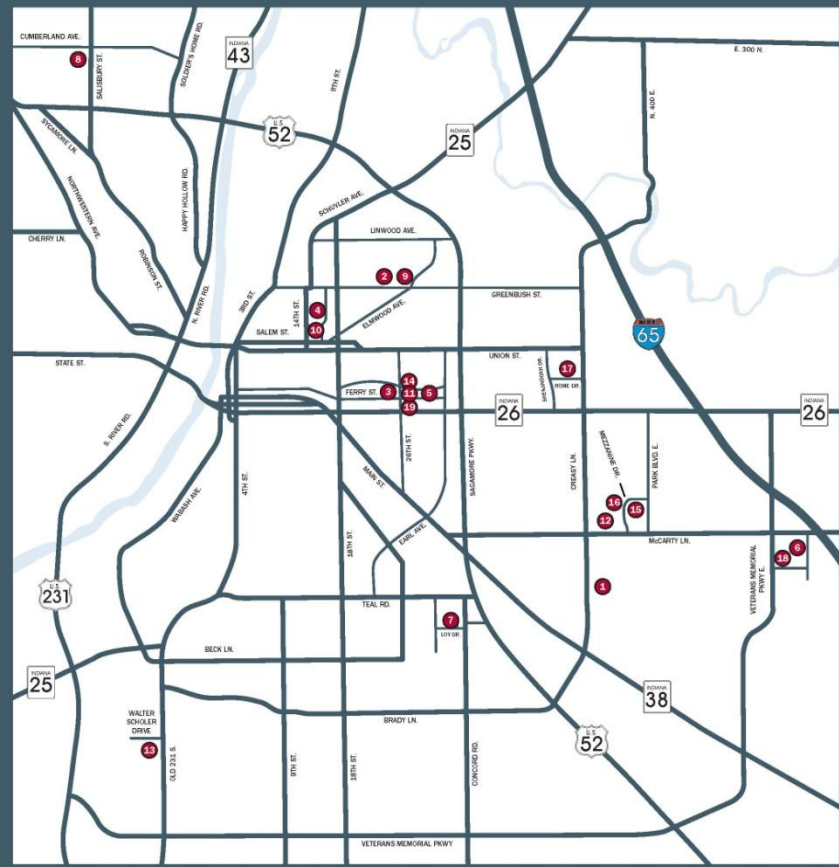 CUMBERLAND AVE.
8
SALISBURY ST.
SOLDIER'S HOME RD.
INDIANA
43
9TH ST.
E. 300 N.
N. 400 E.
U.S.
52
INDIANA
25
SYCAMORE LN.
NORTHWESTERN AVE.
HAPPY HOLLOW RD.
SCHUYLER AVE.
LINWOOD AVE.
CHERRY LN.
ROBINSON ST.
N. RIVER RD.
3RD ST.
2
9
14TH ST.
4
ELMWOOD AVE.
GREENBUSH ST.
10
SALEM ST.
65
STATE ST.
UNION ST.
SHENANDOAH DR.
17
ROME DR.
FERRY ST.
3
14
11
5
19
INDIANA
26
INDIANA
26
S. RIVER RD.
26TH ST.
SAGAMORE PKWY.
MAIN ST.
CREASY LN.
MEZZANINE DR.
PARK BLVD. E.
WABASH AVE.
4TH ST.
16
15
12
18TH ST.
EARL AVE.
McCARTY LN.
6
18
VETERANS MEMORIAL
PKWY E.
U.S.
231
1
TEAL RD.
7
LOY DR.
BECK LN.
INDIANA
25
INDIANA
38
WALTER
SCHOLER
DRIVE
13
BRADY LN.
U.S.
52
OLD 231 S.
9TH ST.
18TH ST.
CONCORD RD.
VETERANS MEMORIAL PKWY